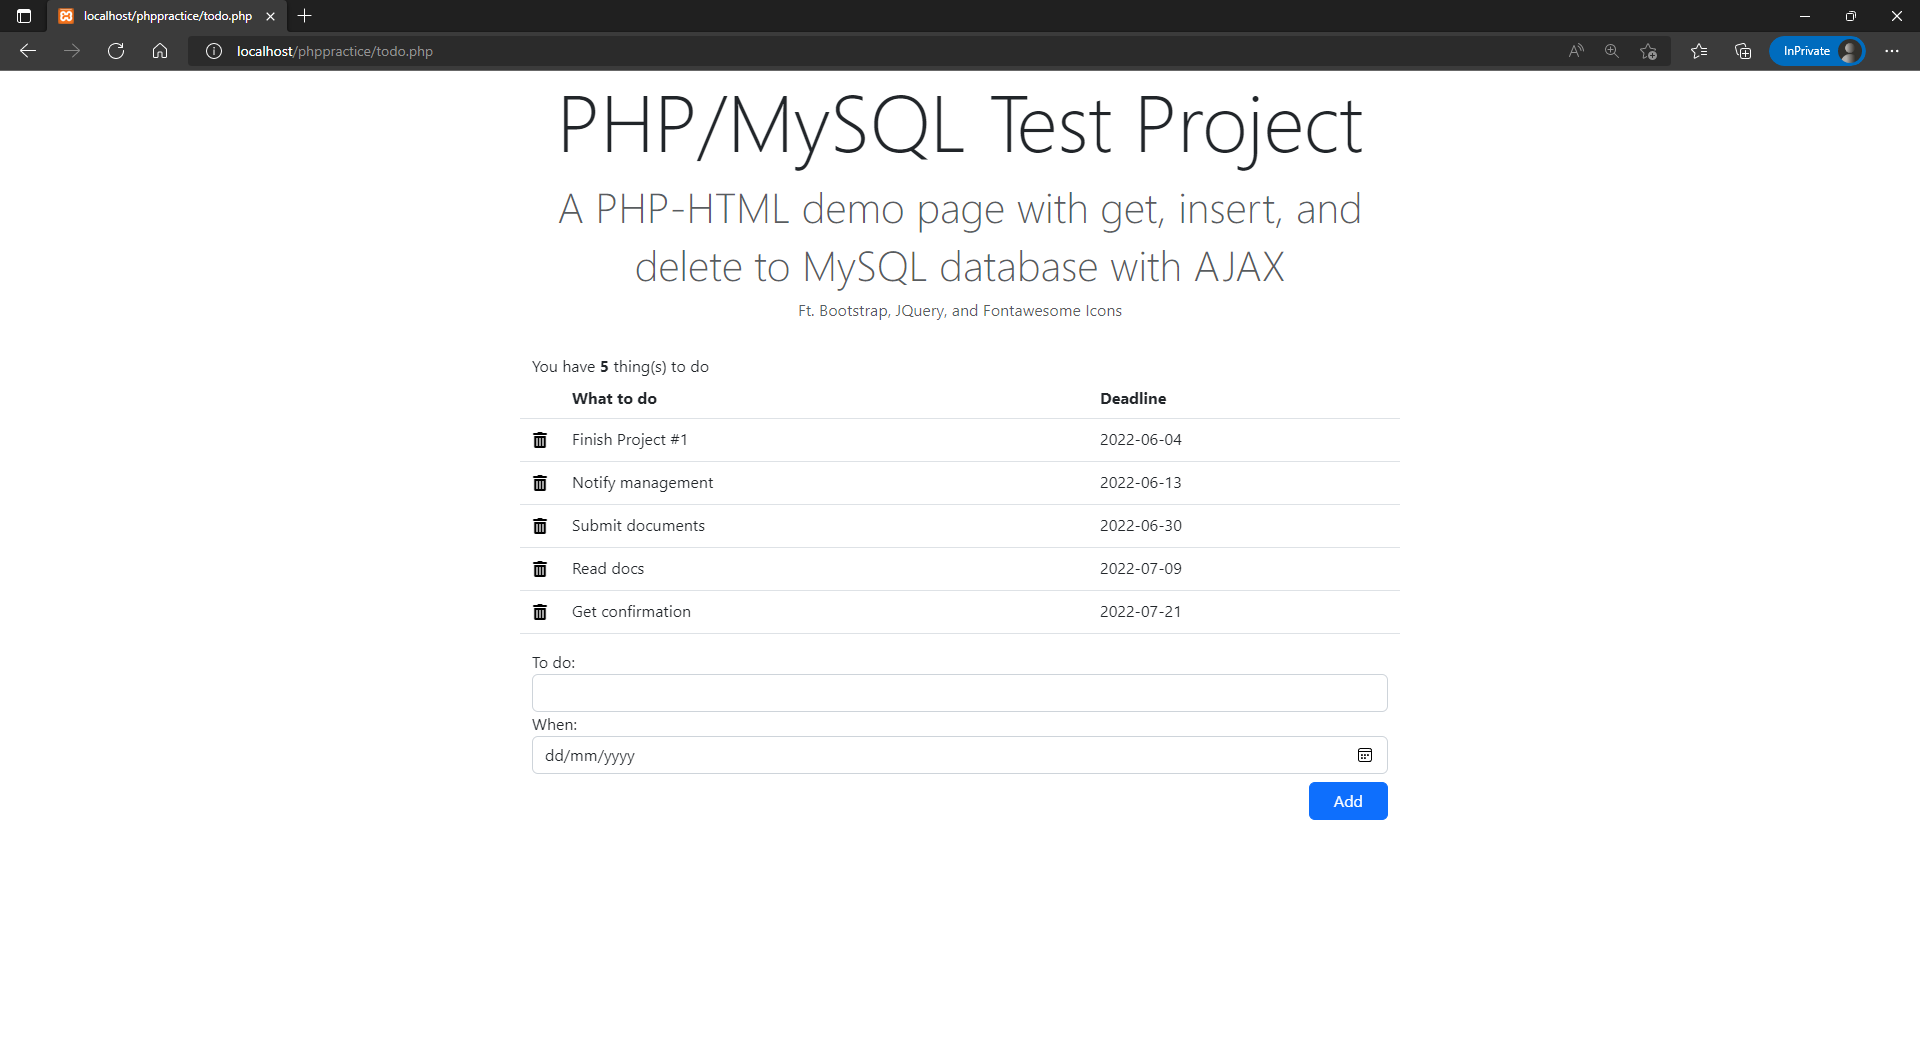 localhost/phppractice/todo.php
localhost/phppractice/todo.php
InPrivate
PHP/MySQL Test Project
A PHP-HTML demo page with get, insert, and
delete to MySQL database with AJAX
Ft. Bootstrap, JQuery, and Fontawesome Icons
You have 5 thing(s) to do
What to do Deadline
Finish Project #1 2022-06-04
Notify management 2022-06-13
Submit documents 2022-06-30
Read docs 2022-07-09
Get confirmation 2022-07-21
To do:
When:
dd/mm/yyyy
Add